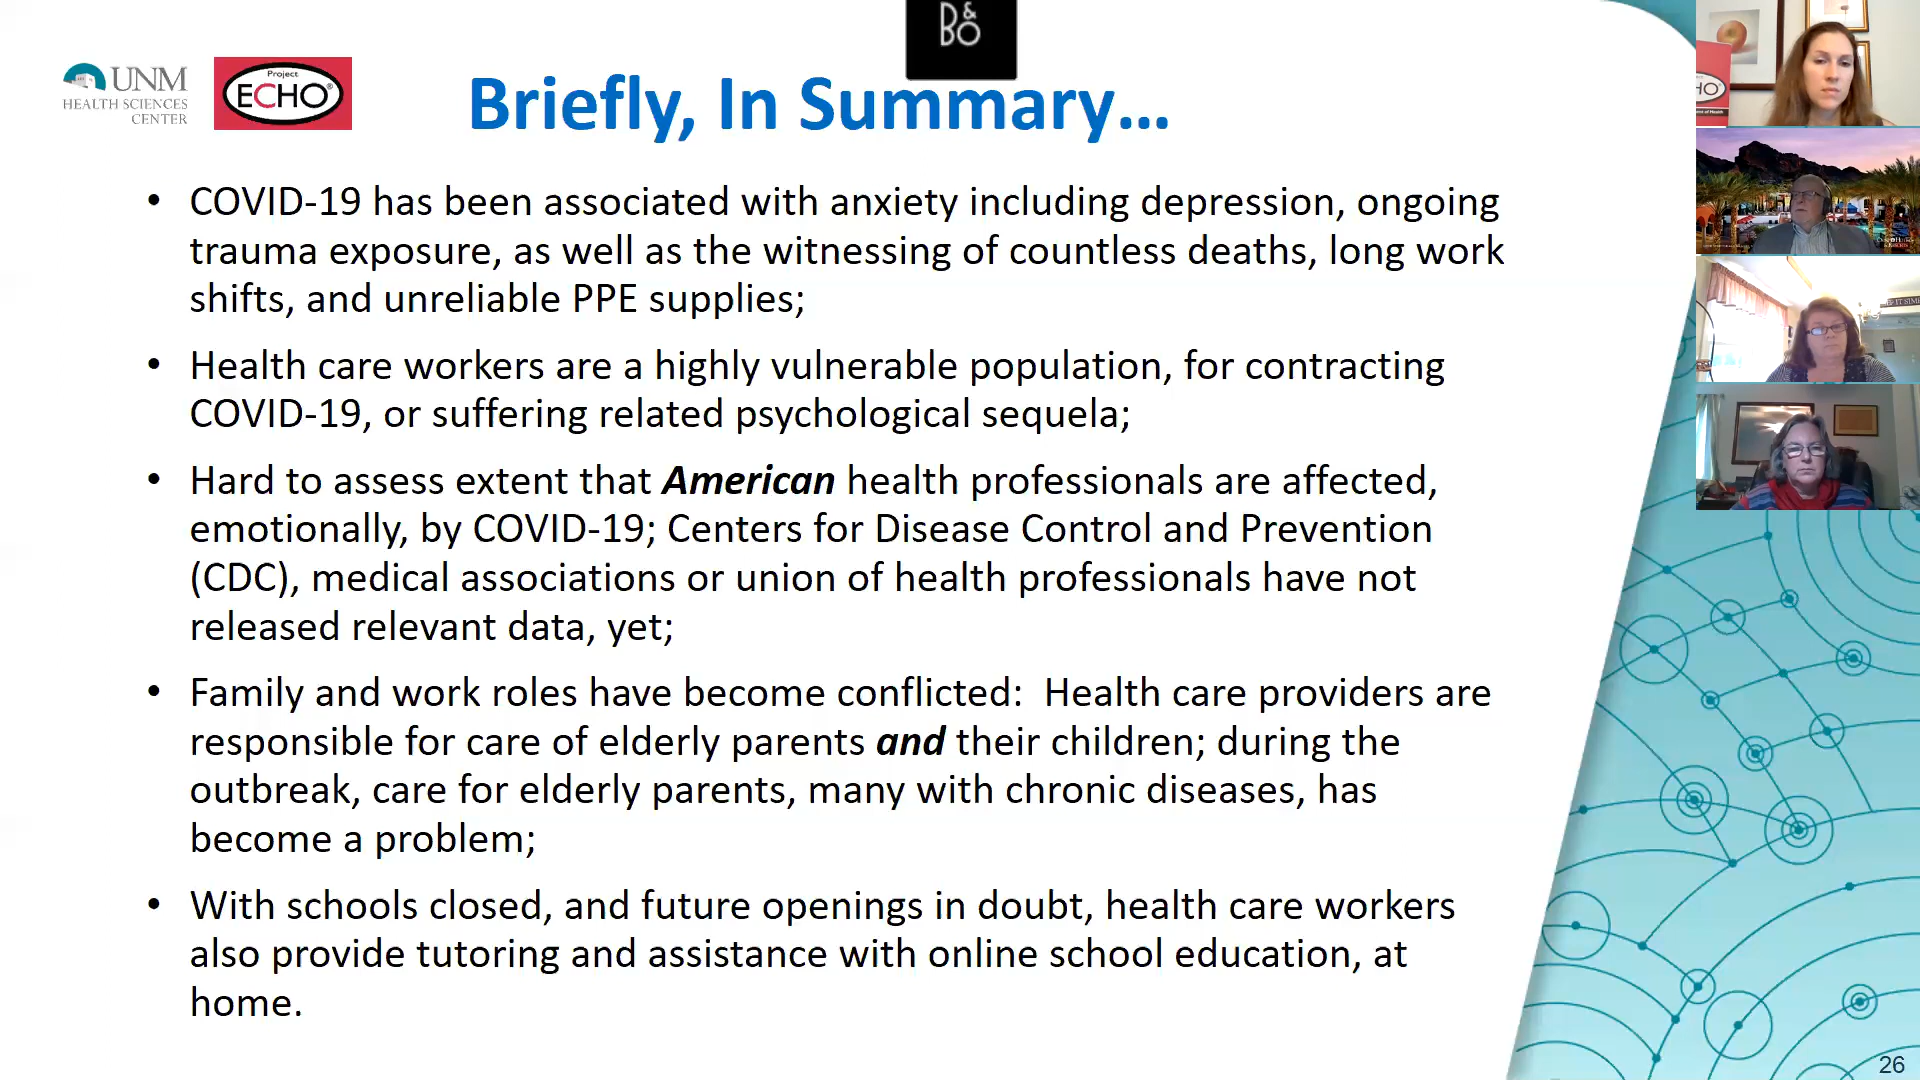 B&O
UNM
HEALTH SCIENCES
CENTER
Project
ECHO®
Briefly, In Summary...
• COVID-19 has been associated with anxiety including depression, ongoing
trauma exposure, as well as the witnessing of countless deaths, long work
shifts, and unreliable PPE supplies;
• Health care workers are a highly vulnerable population, for contracting
COVID-19, or suffering related psychological sequela;
• Hard to assess extent that American health professionals are affected,
emotionally, by COVID-19; Centers for Disease Control and Prevention
(CDC), medical associations or union of health professionals have not
released relevant data, yet;
• Family and work roles have become conflicted:  Health care providers are
responsible for care of elderly parents and their children; during the
outbreak, care for elderly parents, many with chronic diseases, has
become a problem;
• With schools closed, and future openings in doubt, health care workers
also provide tutoring and assistance with online school education, at
home.
HO
26